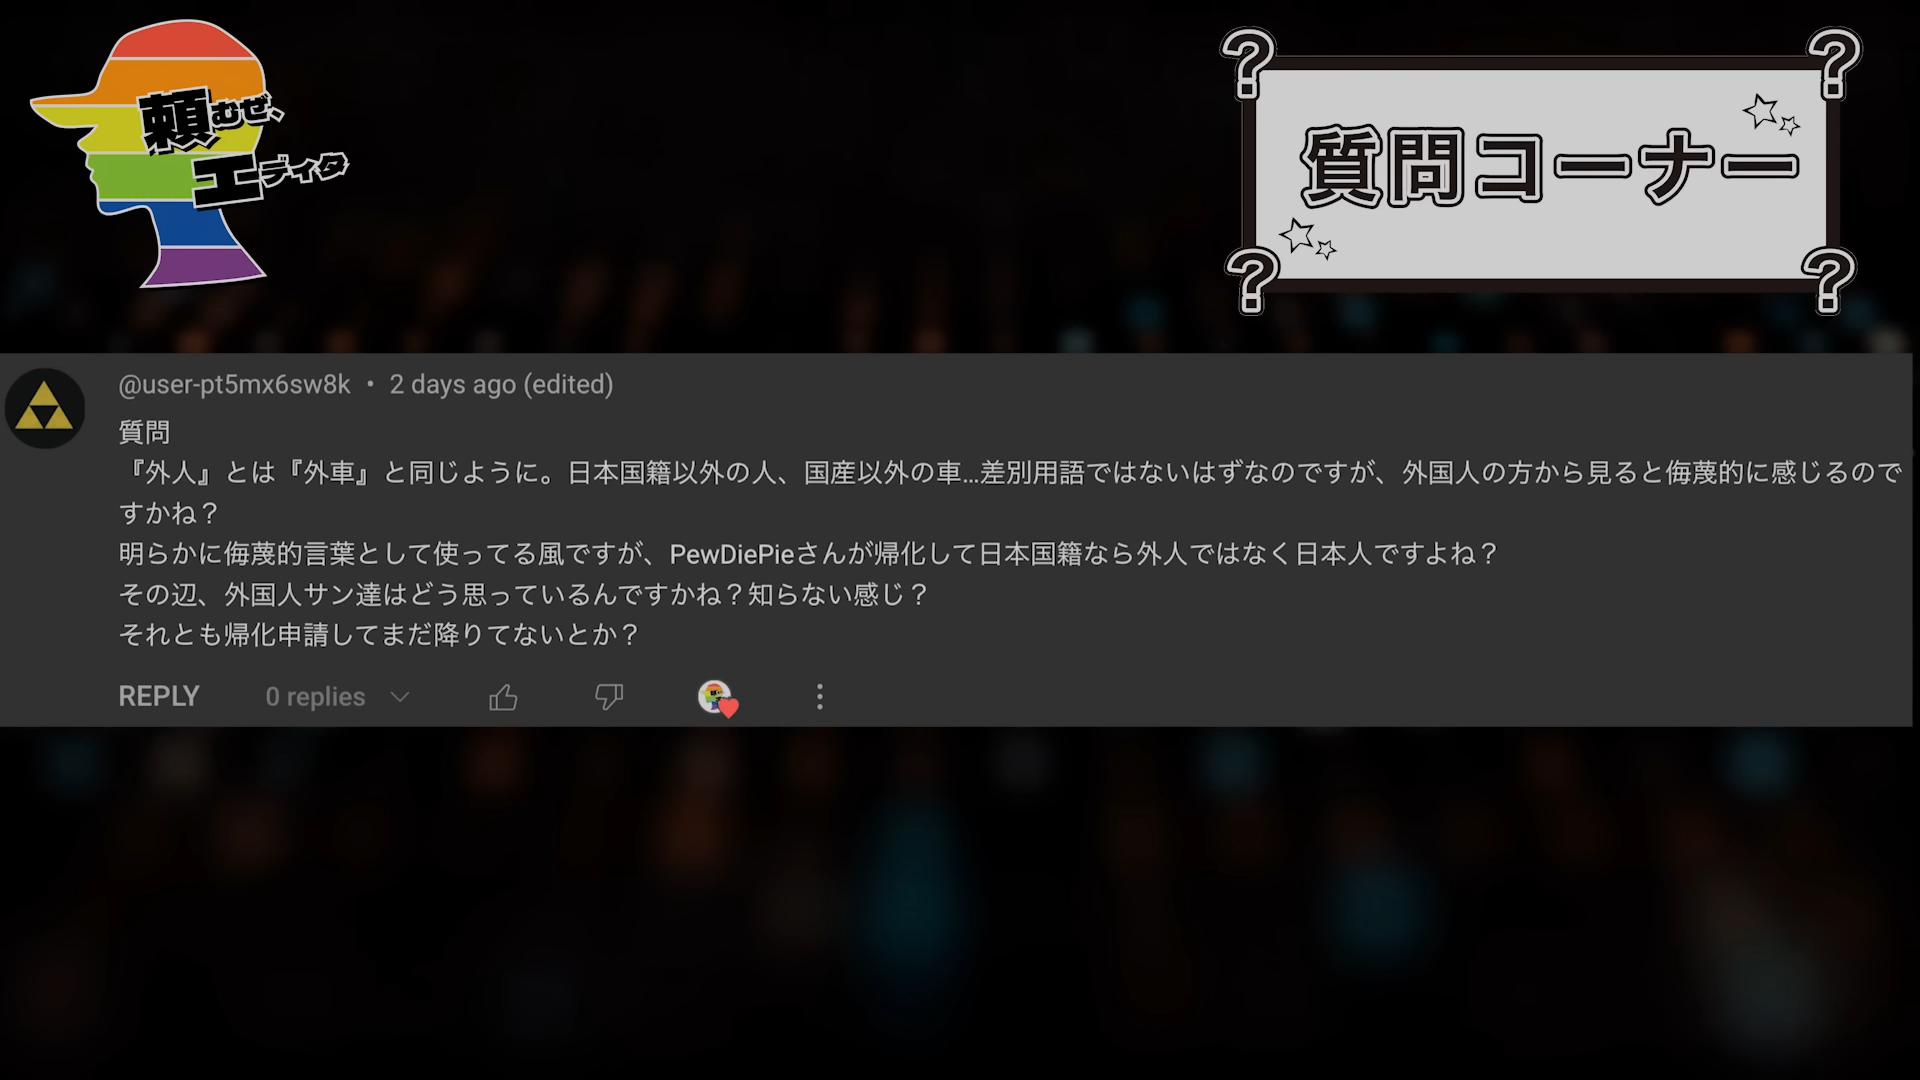 頼むぜ、
エディタ
質問コーナー
@user-pt5mx6sw8k • 2 days ago (edited)
質問
『外人』とは『外車』と同じように。日本国籍以外の人、国産以外の車...差別用語ではないはずなのですが、外国人の方から見ると侮蔑的に感じるので
すかね？
明らかに侮蔑的言葉として使ってる風ですが、PewDiePieさんが帰化して日本国籍なら外人ではなく日本人ですよね？
その辺、外国人サン達はどう思っているんですかね？知らない感じ？
それとも帰化申請してまだ降りてないとか？
REPLY 0 replies